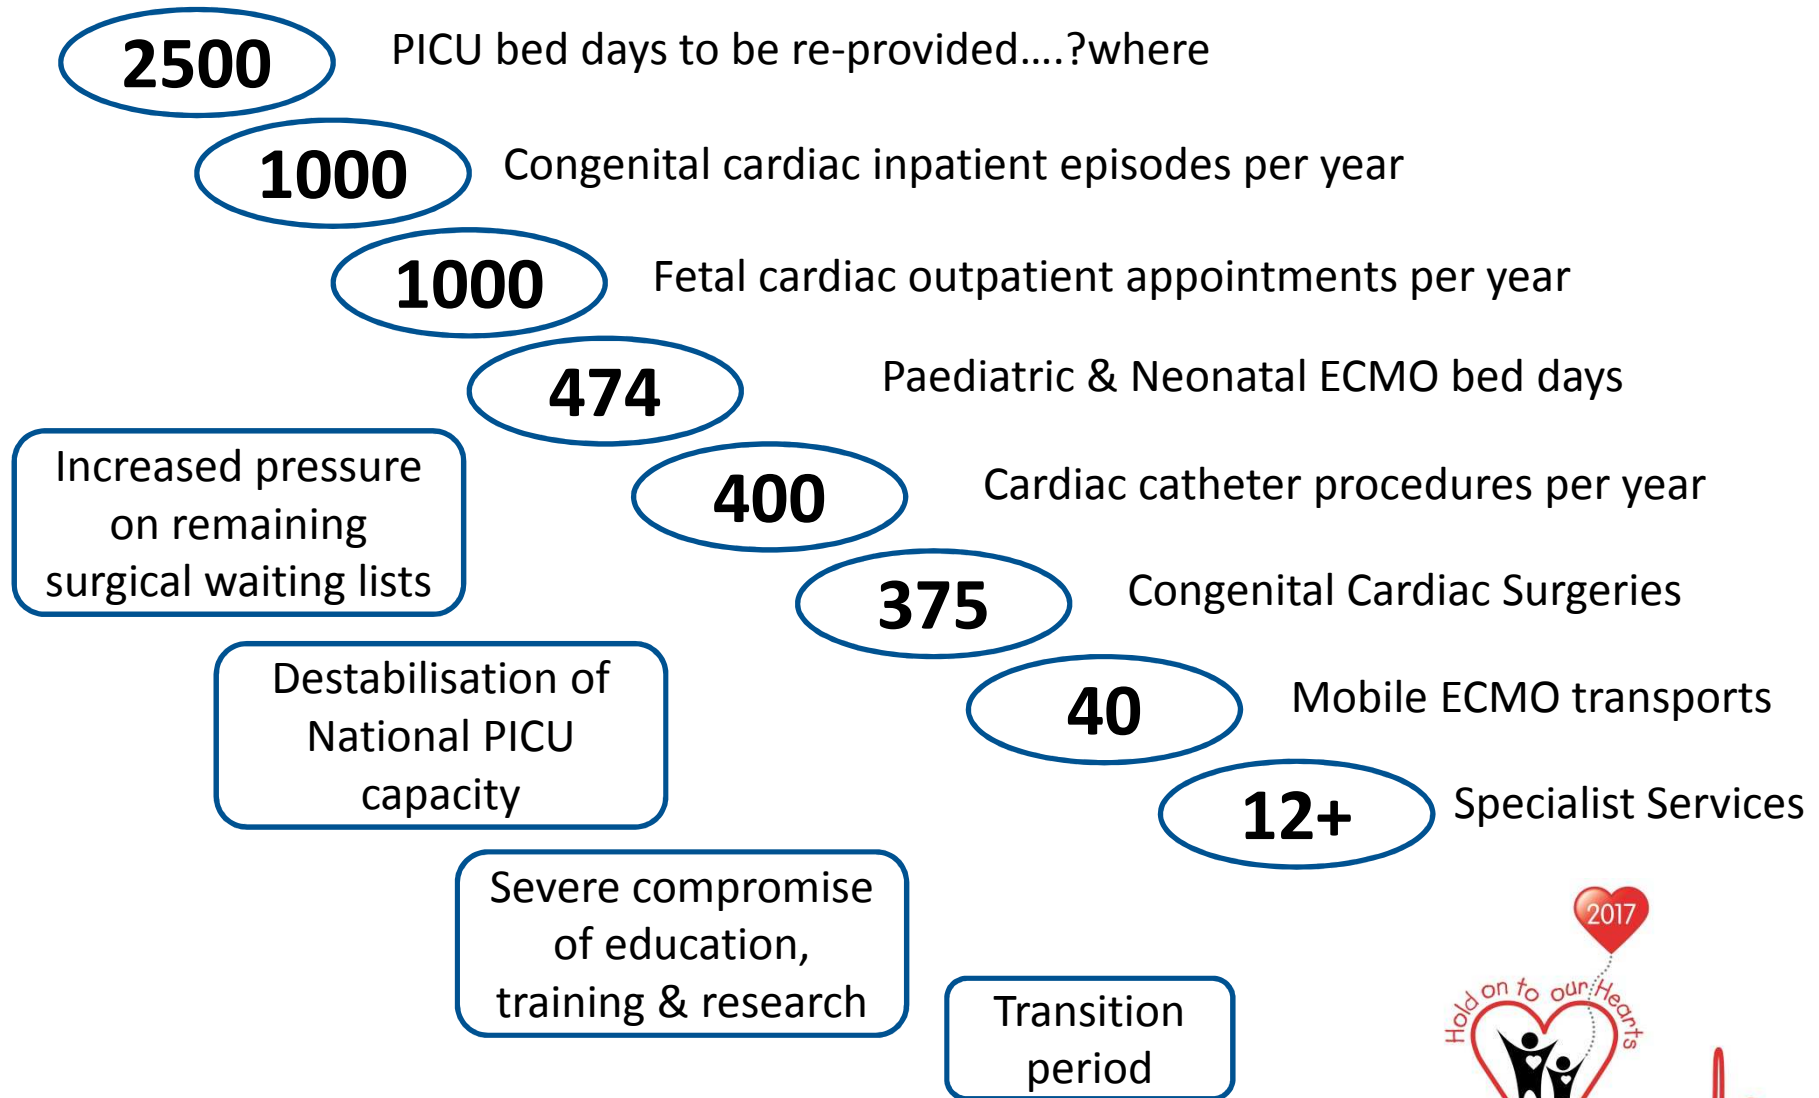 2500
PICU bed days to be re-provided....?where
1000
Congenital cardiac inpatient episodes per year
1000
Fetal cardiac outpatient appointments per year
474
Paediatric & Neonatal ECMO bed days
400
Cardiac catheter procedures per year
375
Congenital Cardiac Surgeries
40
Mobile ECMO transports
12+
Specialist Services
Increased pressure
on remaining
surgical waiting lists
Destabilisation of
National PICU
capacity
Severe compromise
of education,
training & research
Transition
period
2017
Hold on to our Hearts